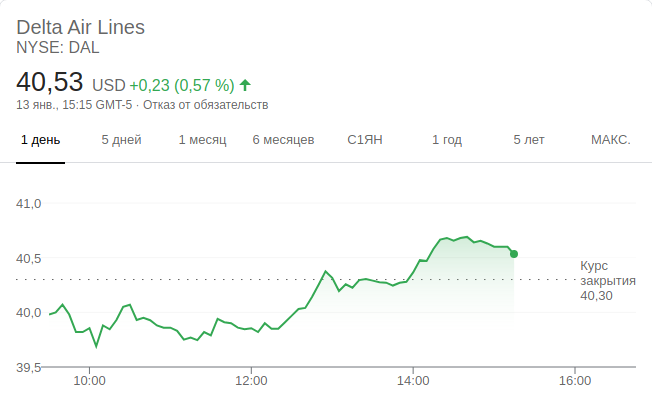 Delta Air Lines
NYSE: DAL
40,53 USD +0,23 (0,57 %)
13 янв., 15:15 GMT-5 · Отказ от обязательств
1 день 5 дней 1 месяц 6 месяцев С1ЯН 1 год 5 лет МАКС.
41,0
40,5
Курс
закрытия
40,30
40,0
39,5
10:00 12:00 14:00 16:00